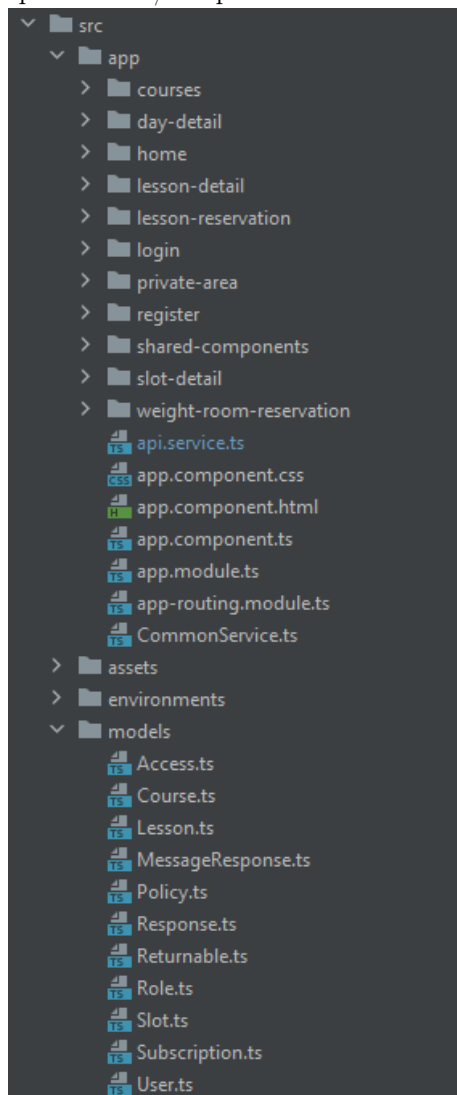 src
app
courses
day-detail
home
lesson-detail
lesson-reservation
login
private-area
register
shared-components
slot-detail
weight-room-reservation
api.service.ts
app.component.css
app.component.html
app.component.ts
app.module.ts
app-routing.module.ts
CommonService.ts
assets
environments
models
Access.ts
Course.ts
Lesson.ts
MessageResponse.ts
Policy.ts
Response.ts
Returnable.ts
Role.ts
Slot.ts
Subscription.ts
User.ts